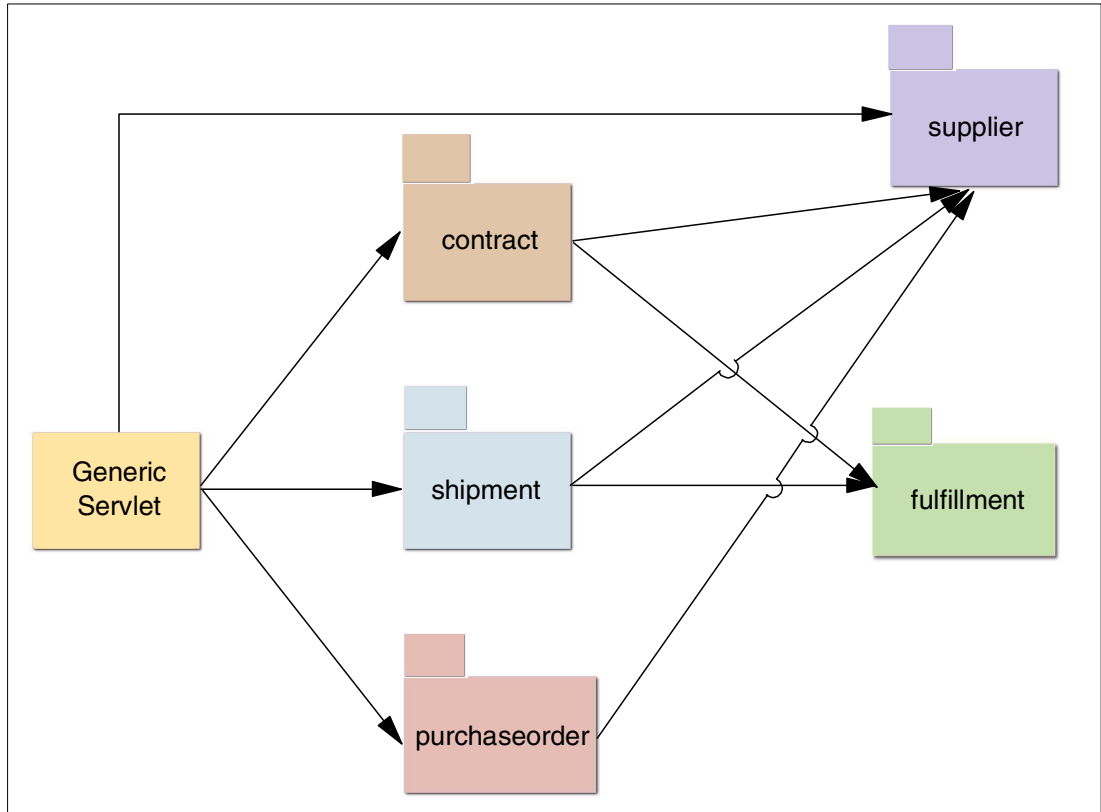 supplier
contract
Generic
Servlet
shipment
fulfillment
purchaseorder